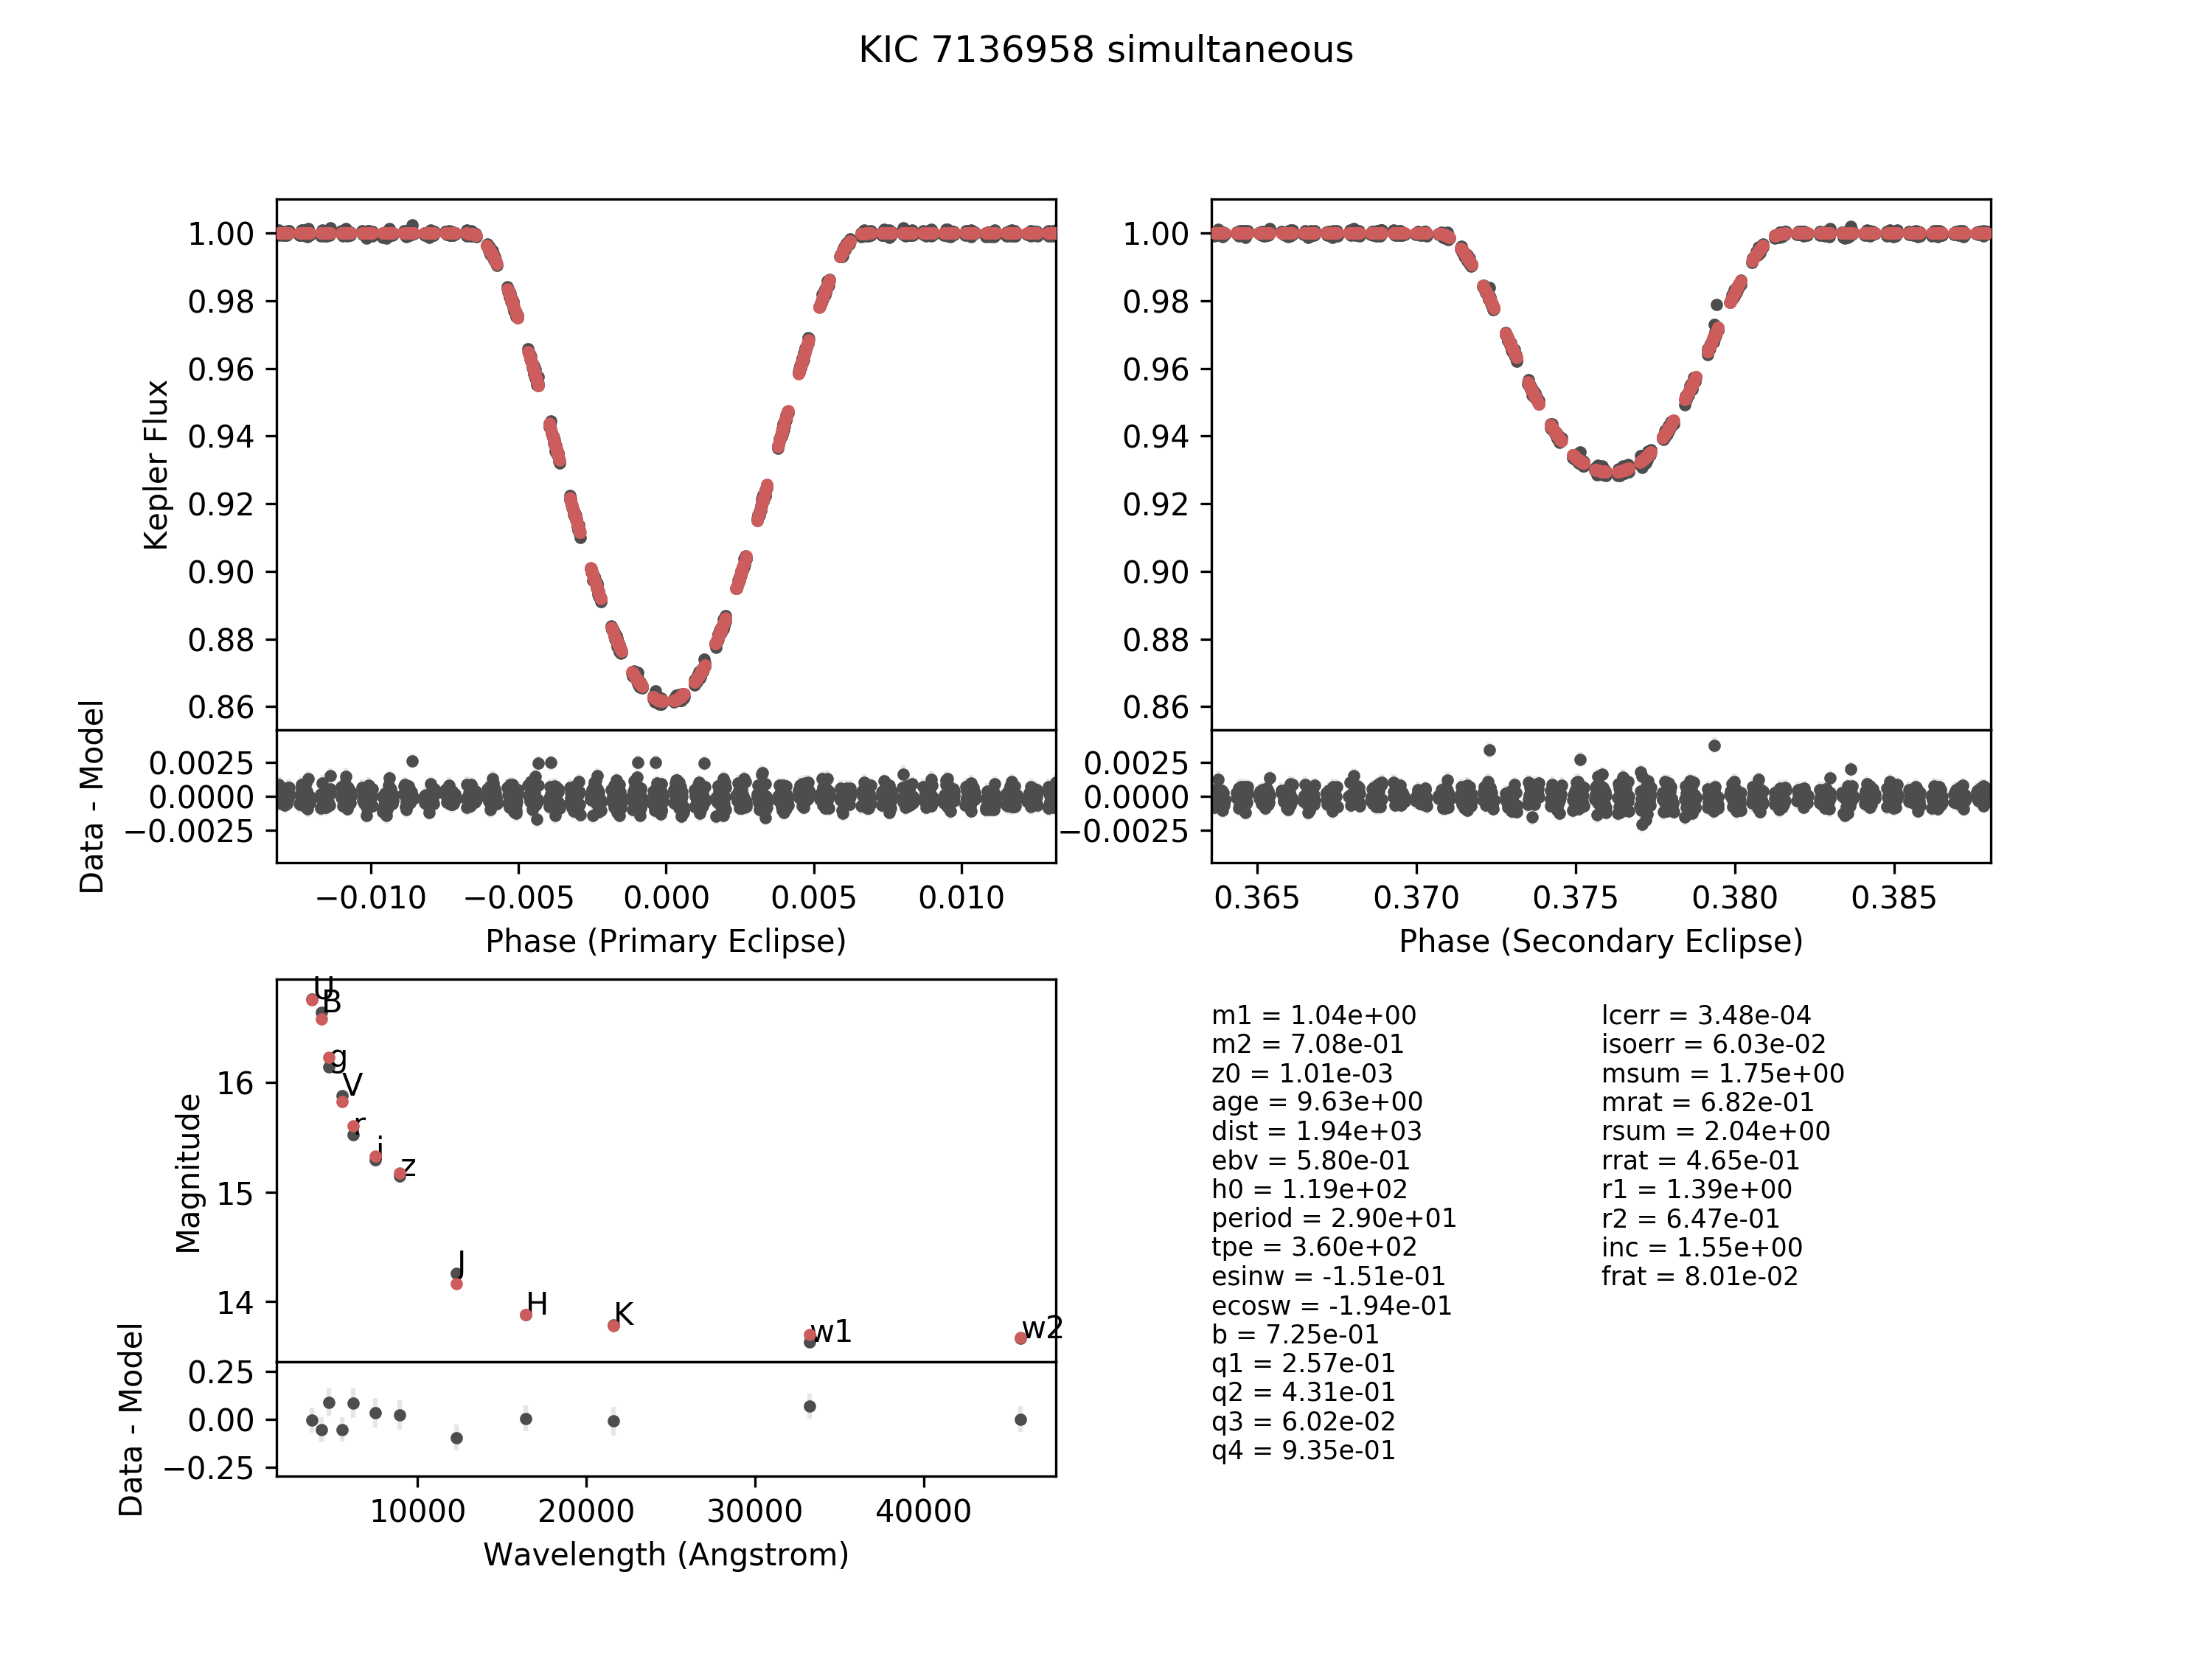 KIC 7136958 simultaneous
Kepler Flux
1.00
0.98
0.96
0.94
0.92
0.90
0.88
0.86
1.00
0.98
0.96
0.94
0.92
0.90
0.88
0.86
Data - Model
0.0025
0.0000
−0.0025
0.0025
0.0000
−0.0025
−0.010 −0.005 0.000 0.005 0.010
Phase (Primary Eclipse)
0.365 0.370 0.375 0.380 0.385
Phase (Secondary Eclipse)
Magnitude
16
15
14
U
B
g
V
r
i
z
J
H
K
w1
w2
Data - Model
0.25
0.00
−0.25
10000 20000 30000 40000
Wavelength (Angstrom)
m1 = 1.04e+00
m2 = 7.08e-01
z0 = 1.01e-03
age = 9.63e+00
dist = 1.94e+03
ebv = 5.80e-01
h0 = 1.19e+02
period = 2.90e+01
tpe = 3.60e+02
esinw = -1.51e-01
ecosw = -1.94e-01
b = 7.25e-01
q1 = 2.57e-01
q2 = 4.31e-01
q3 = 6.02e-02
q4 = 9.35e-01
lcerr = 3.48e-04
isoerr = 6.03e-02
msum = 1.75e+00
mrat = 6.82e-01
rsum = 2.04e+00
rrat = 4.65e-01
r1 = 1.39e+00
r2 = 6.47e-01
inc = 1.55e+00
frat = 8.01e-02